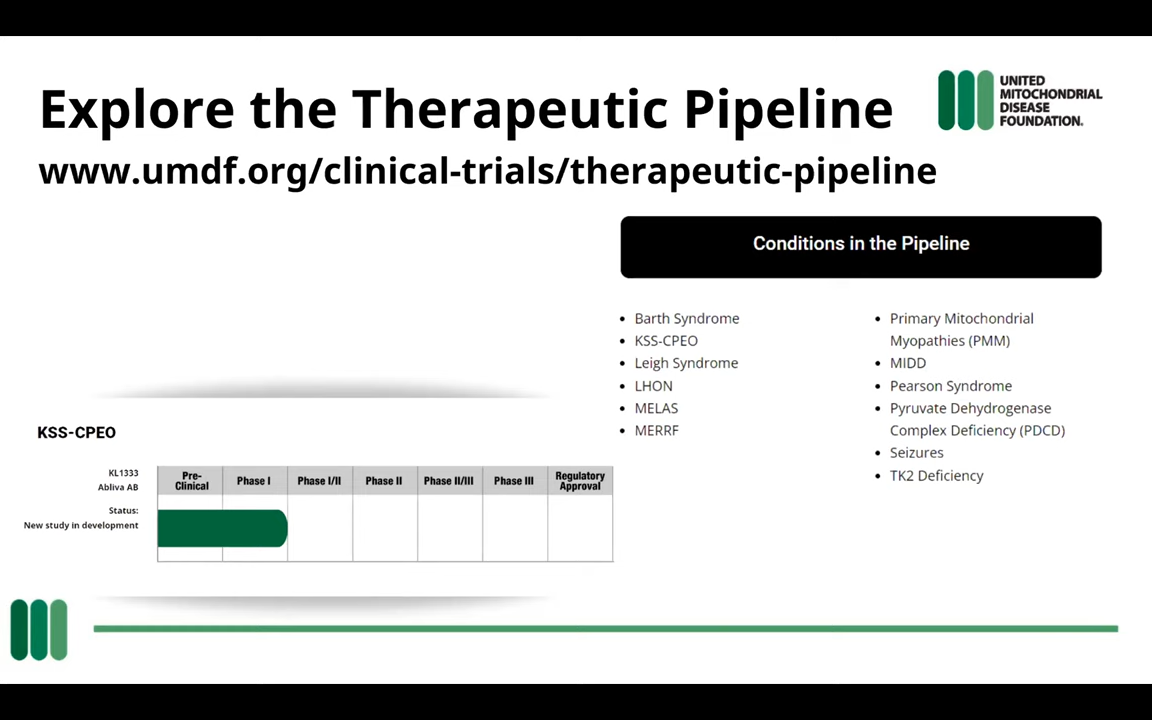 Explore the Therapeutic Pipeline
UNITED
MITOCHONDRIAL
DISEASE
FOUNDATION.
www.umdf.org/clinical-trials/therapeutic-pipeline
Conditions in the Pipeline
• Barth Syndrome
• KSS-CPEO
• Leigh Syndrome
• LHON
• MELAS
• MERRF
• Primary Mitochondrial
Myopathies (PMM)
• MIDD
• Pearson Syndrome
• Pyruvate Dehydrogenase
Complex Deficiency (PDCD)
• Seizures
• TK2 Deficiency
KSS-CPEO
KL1333
Abliva AB
Status:
New study in development
Pre-
Clinical
Phase I
Phase I/II
Phase II
Phase II/III
Phase III
Regulatory
Approval